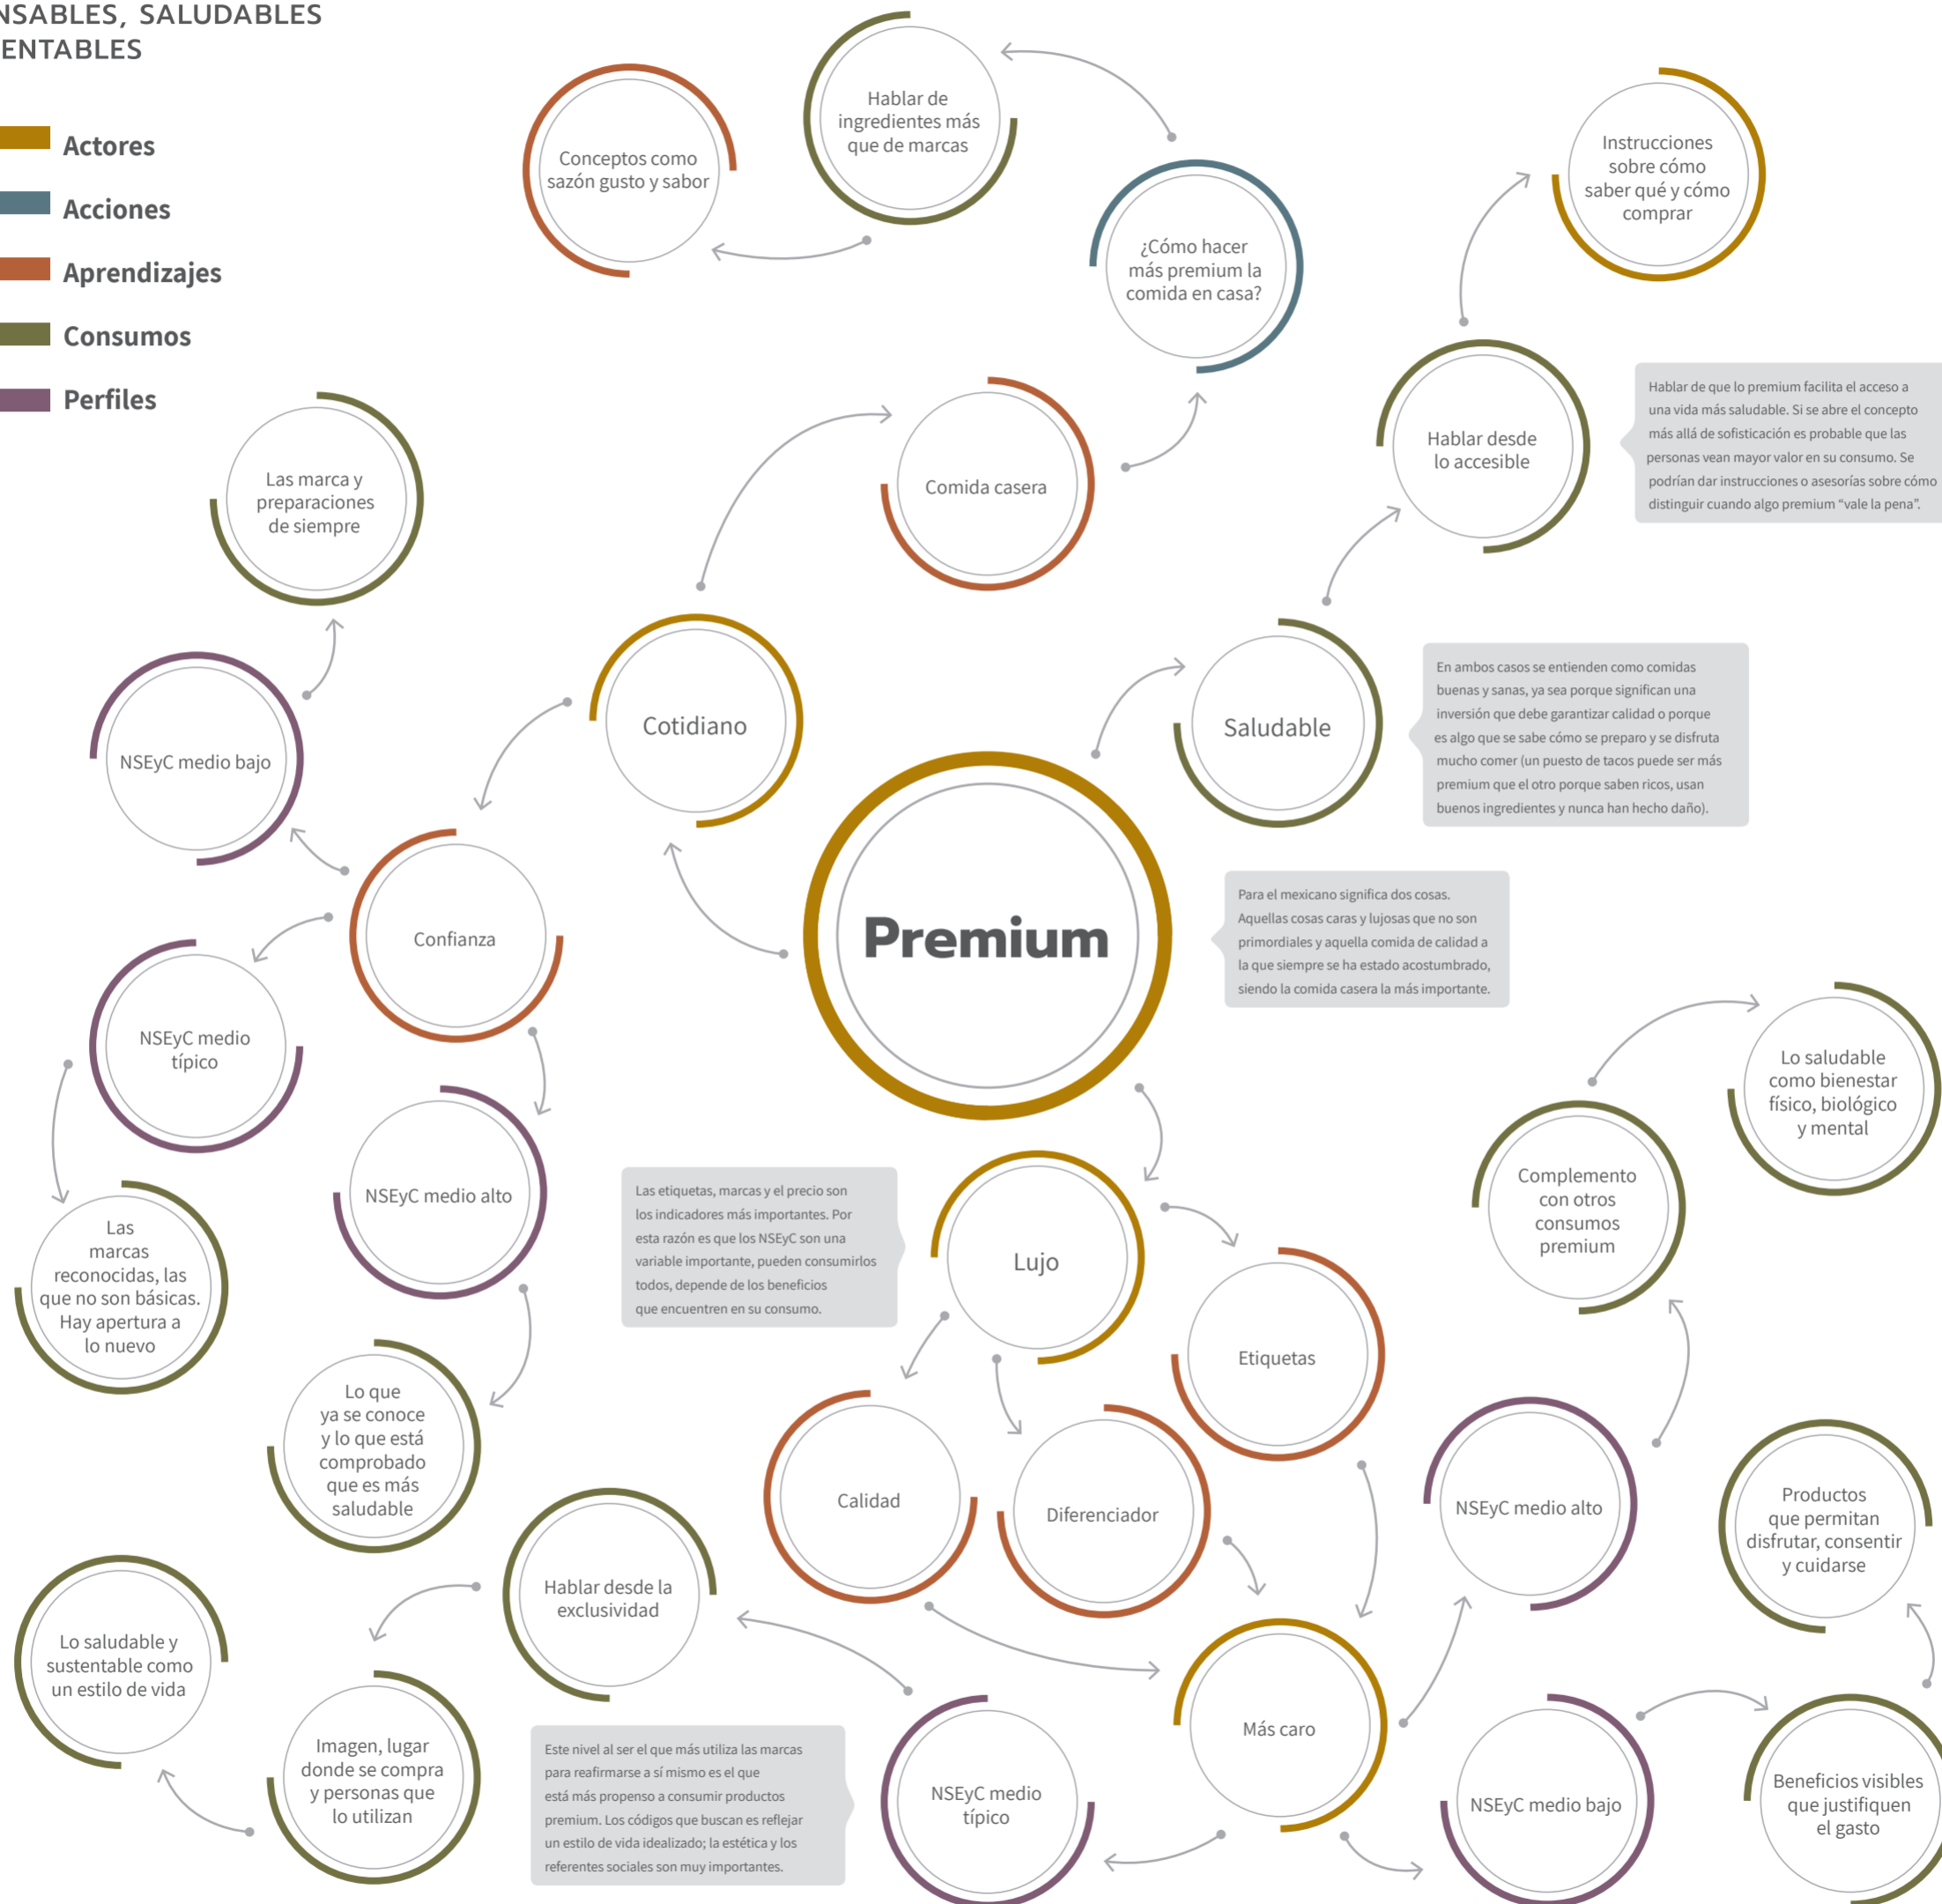 NSABLES, SALUDABLES
ENTABLES
Actores
Acciones
Aprendizajes
Consumos
Perfiles
Conceptos como
sazón gusto y sabor
Hablar de
ingredientes más
que de marcas
¿Cómo hacer
más premium la
comida en casa?
Instrucciones
sobre cómo
saber qué y cómo
comprar
Las marca y
preparaciones
de siempre
Comida casera
Hablar desde
lo accesible
Hablar de que lo premium facilita el acceso a
una vida más saludable. Si se abre el concepto
más allá de sofisticación es probable que las
personas vean mayor valor en su consumo. Se
podrían dar instrucciones o asesorías sobre cómo
distinguir cuando algo premium “vale la pena”.
NSEyC medio bajo
Cotidiano
Saludable
En ambos casos se entienden como comidas
buenas y sanas, ya sea porque significan una
inversión que debe garantizar calidad o porque
es algo que se sabe cómo se preparo y se disfruta
mucho comer (un puesto de tacos puede ser más
premium que el otro porque saben ricos, usan
buenos ingredientes y nunca han hecho daño).
Confianza
Premium
Para el mexicano significa dos cosas.
Aquellas cosas caras y lujosas que no son
primordiales y aquella comida de calidad a
la que siempre se ha estado acostumbrado,
siendo la comida casera la más importante.
NSEyC medio
típico
NSEyC medio alto
Lo saludable
como bienestar
físico, biológico
y mental
Complemento
con otros
consumos
premium
Las
marcas
reconocidas, las
que no son básicas.
Hay apertura a
lo nuevo
Las etiquetas, marcas y el precio son
los indicadores más importantes. Por
esta razón es que los NSEyC son una
variable importante, pueden consumirlos
todos, depende de los beneficios
que encuentren en su consumo.
Lujo
Etiquetas
Lo que
ya se conoce
y lo que está
comprobado
que es más
saludable
Calidad
Diferenciador
NSEyC medio alto
Productos
que permitan
disfrutar, consentir
y cuidarse
Hablar desde la
exclusividad
Lo saludable y
sustentable como
un estilo de vida
Imagen, lugar
donde se compra
y personas que
lo utilizan
Este nivel al ser el que más utiliza las marcas
para reafirmarse a sí mismo es el que
está más propenso a consumir productos
premium. Los códigos que buscan es reflejar
un estilo de vida idealizado; la estética y los
referentes sociales son muy importantes.
NSEyC medio
típico
Más caro
NSEyC medio bajo
Beneficios visibles
que justifiquen
el gasto